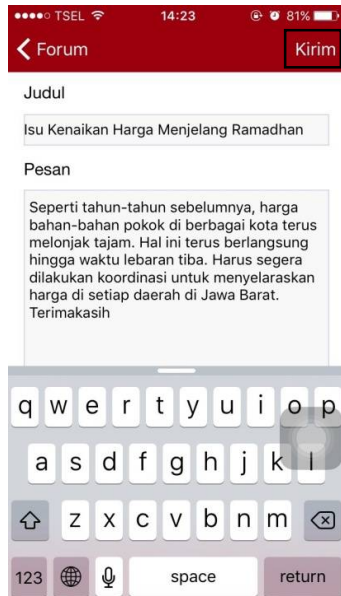 TSEL 14:23 81%
Forum Kirim
Judul
Isu Kenaikan Harga Menjelang Ramadhan
Pesan
Seperti tahun-tahun sebelumnya, harga
bahan-bahan pokok di berbagai kota terus
melonjak tajam. Hal ini terus berlangsung
hingga waktu lebaran tiba. Harus segera
dilakukan koordinasi untuk menyelaraskan
harga di setiap daerah di Jawa Barat.
Terimakasih
q w e r t y u i o p
a s d f g h j k l
z x c v b n m
123 space return